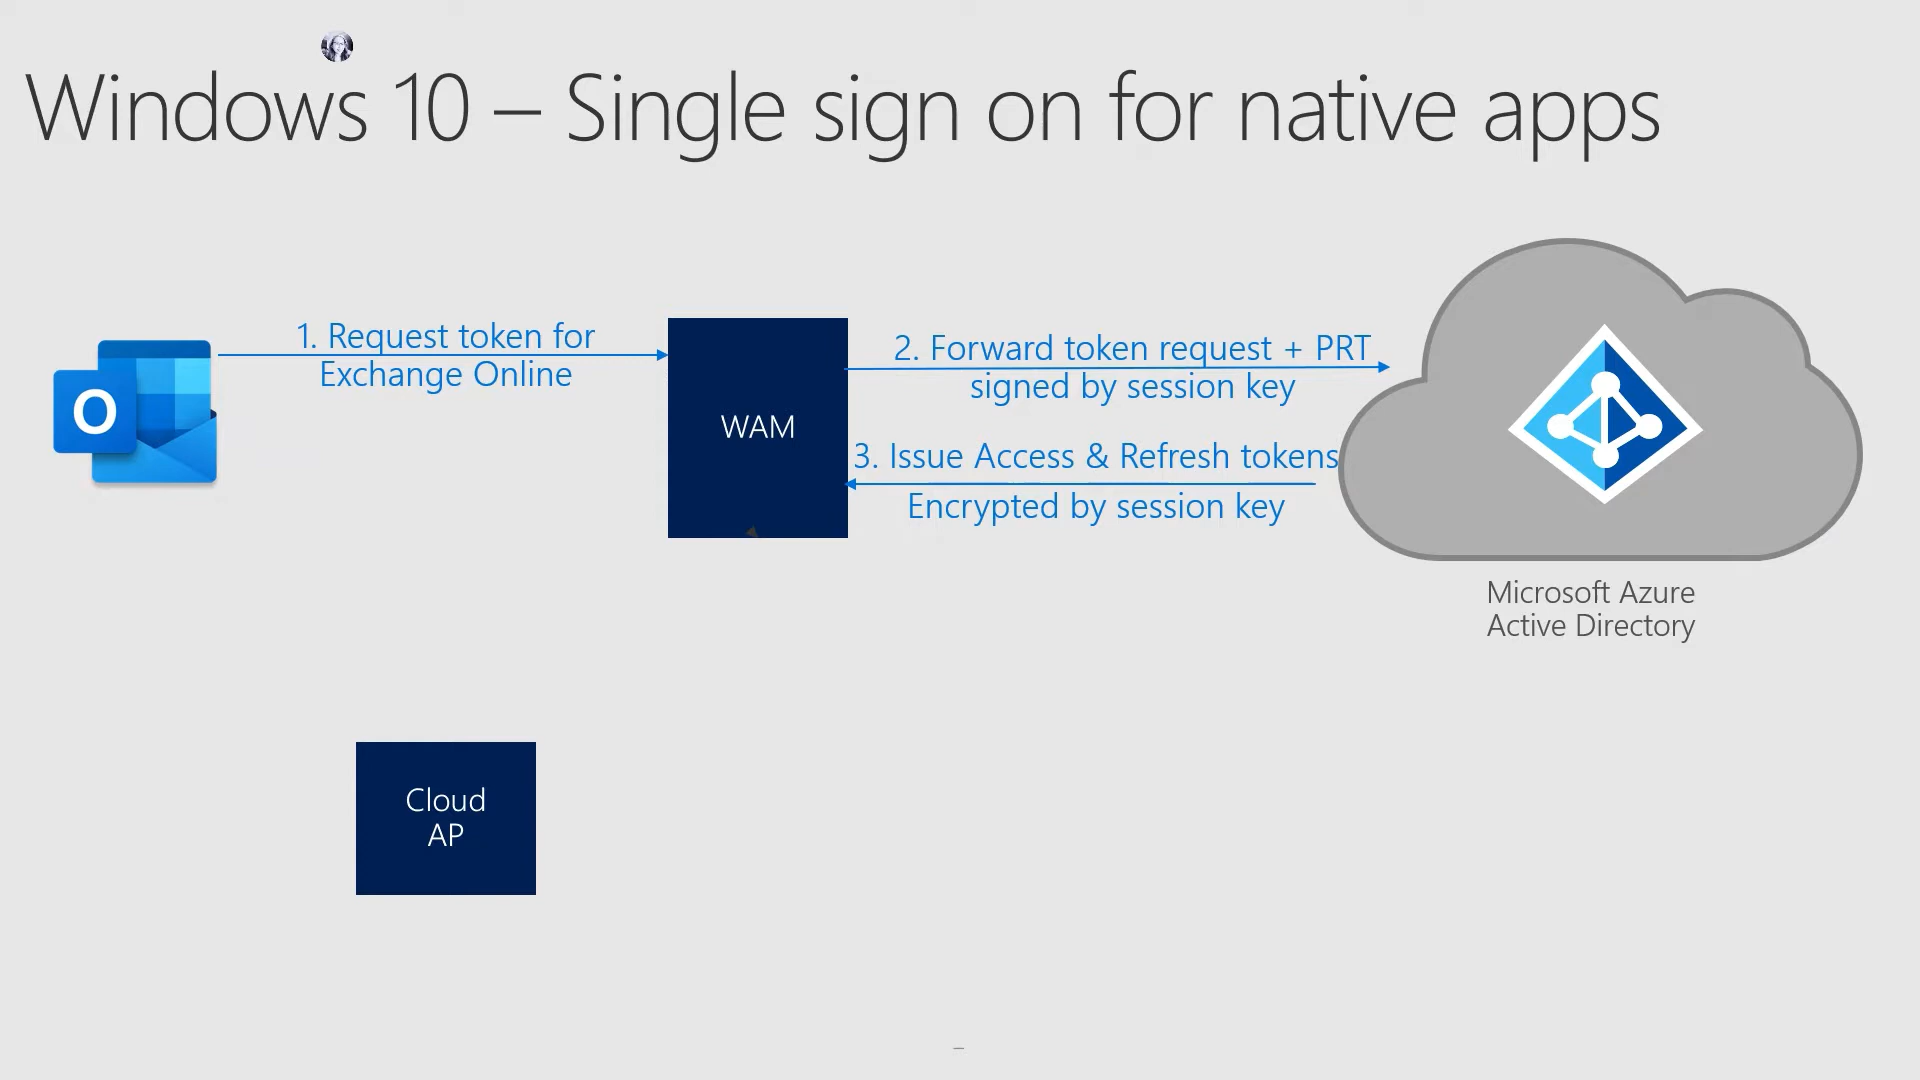 Windows 10 – Single sign on for native apps
1. Request token for
Exchange Online
O
WAM
2. Forward token request + PRT
signed by session key
3. Issue Access & Refresh tokens
Encrypted by session key
Microsoft Azure
Active Directory
Cloud
AP